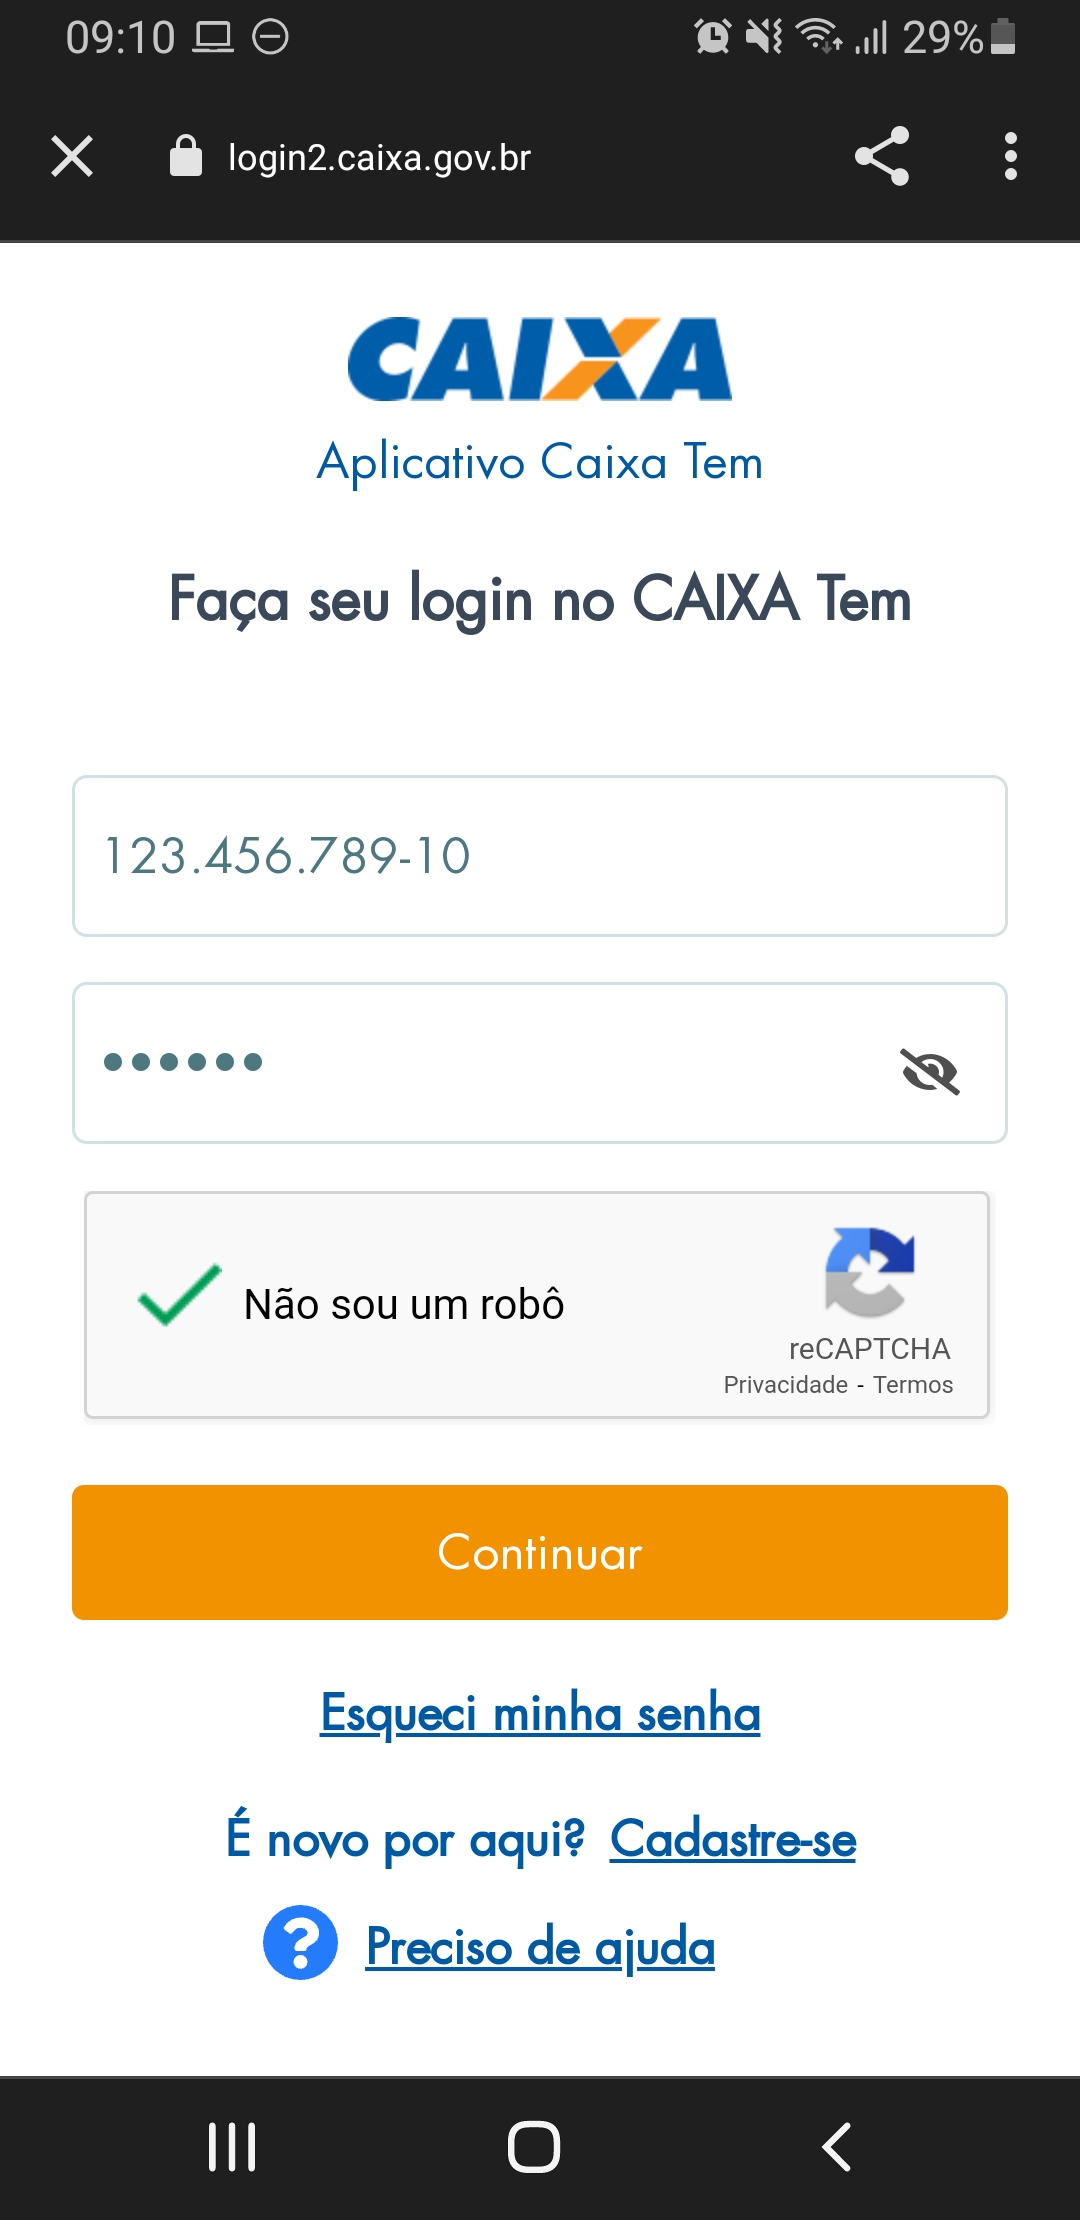 09:10 29%
login2.caixa.gov.br
CAIXA
Aplicativo Caixa Tem
Faça seu login no CAIXA Tem
123.456.789-10
••••••
Não sou um robô
reCAPTCHA
Privacidade - Termos
Continuar
Esqueci minha senha
É novo por aqui? Cadastre-se
? Preciso de ajuda